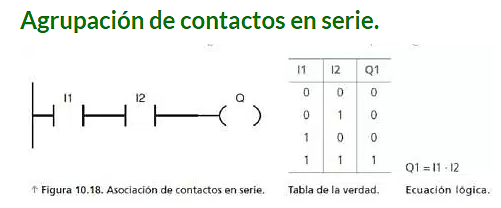 Agrupación de contactos en serie.
I1 I2 Q
I1 I2 Q1
0 0 0
0 1 0
1 0 0
1 1 1
Q1 = I1 · I2
↑ Figura 10.18. Asociación de contactos en serie.
Tabla de la verdad.
Ecuación lógica.